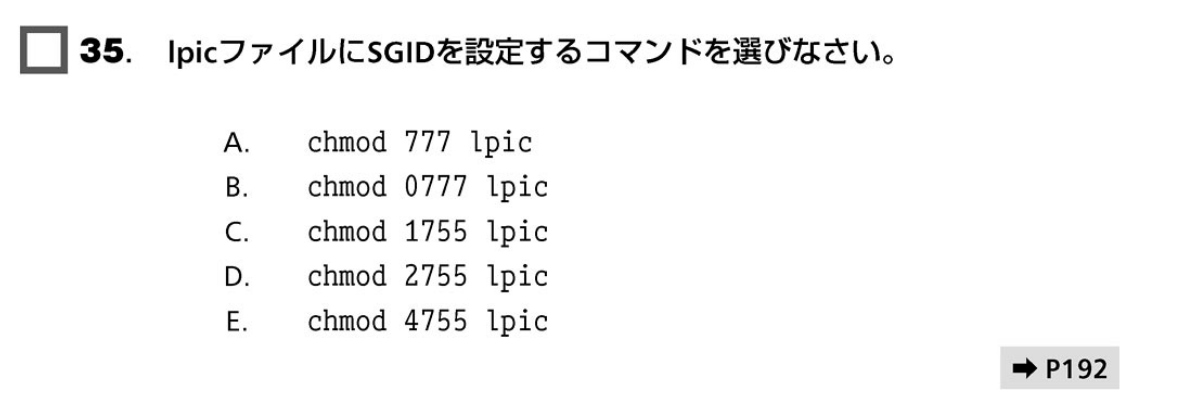 35. lpicファイルにSGIDを設定するコマンドを選びなさい。
A. chmod 777 lpic
B. chmod 0777 lpic
C. chmod 1755 lpic
D. chmod 2755 lpic
E. chmod 4755 lpic
➡ P192